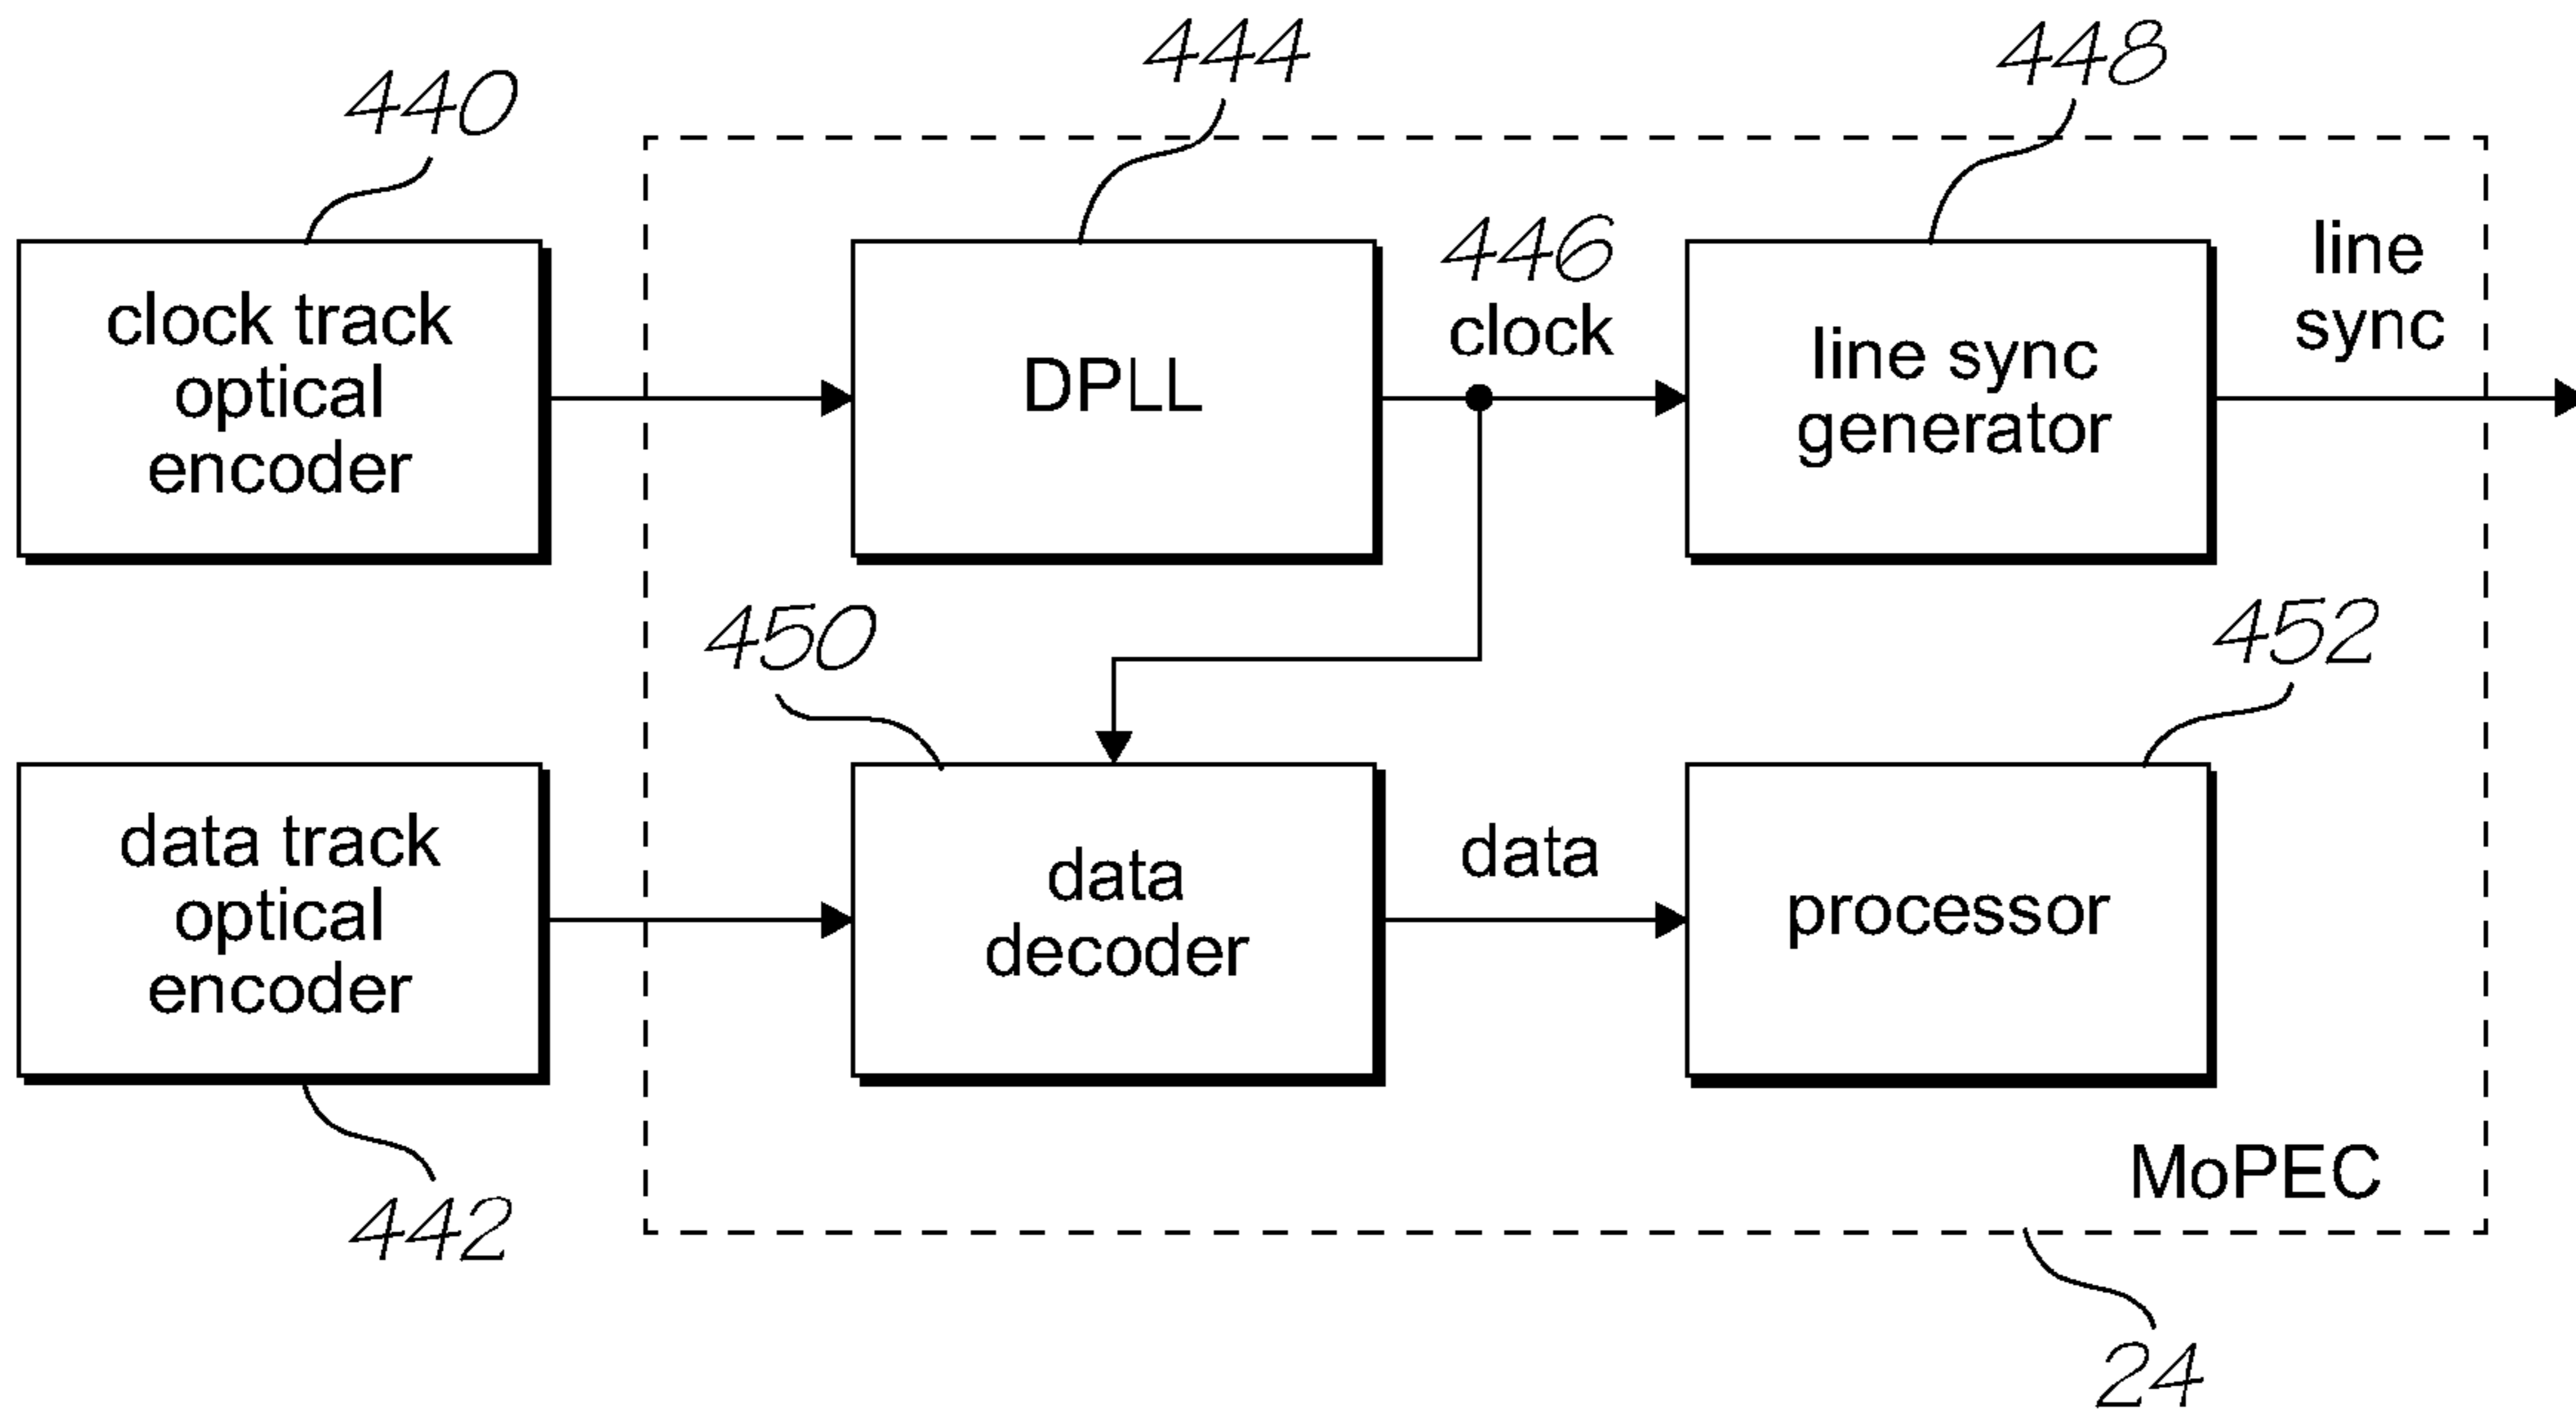 440
444
448
clock track
optical
encoder
DPLL
446
clock
line sync
generator
line
sync
450
452
data track
optical
encoder
data
decoder
data
processor
MoPEC
442
24